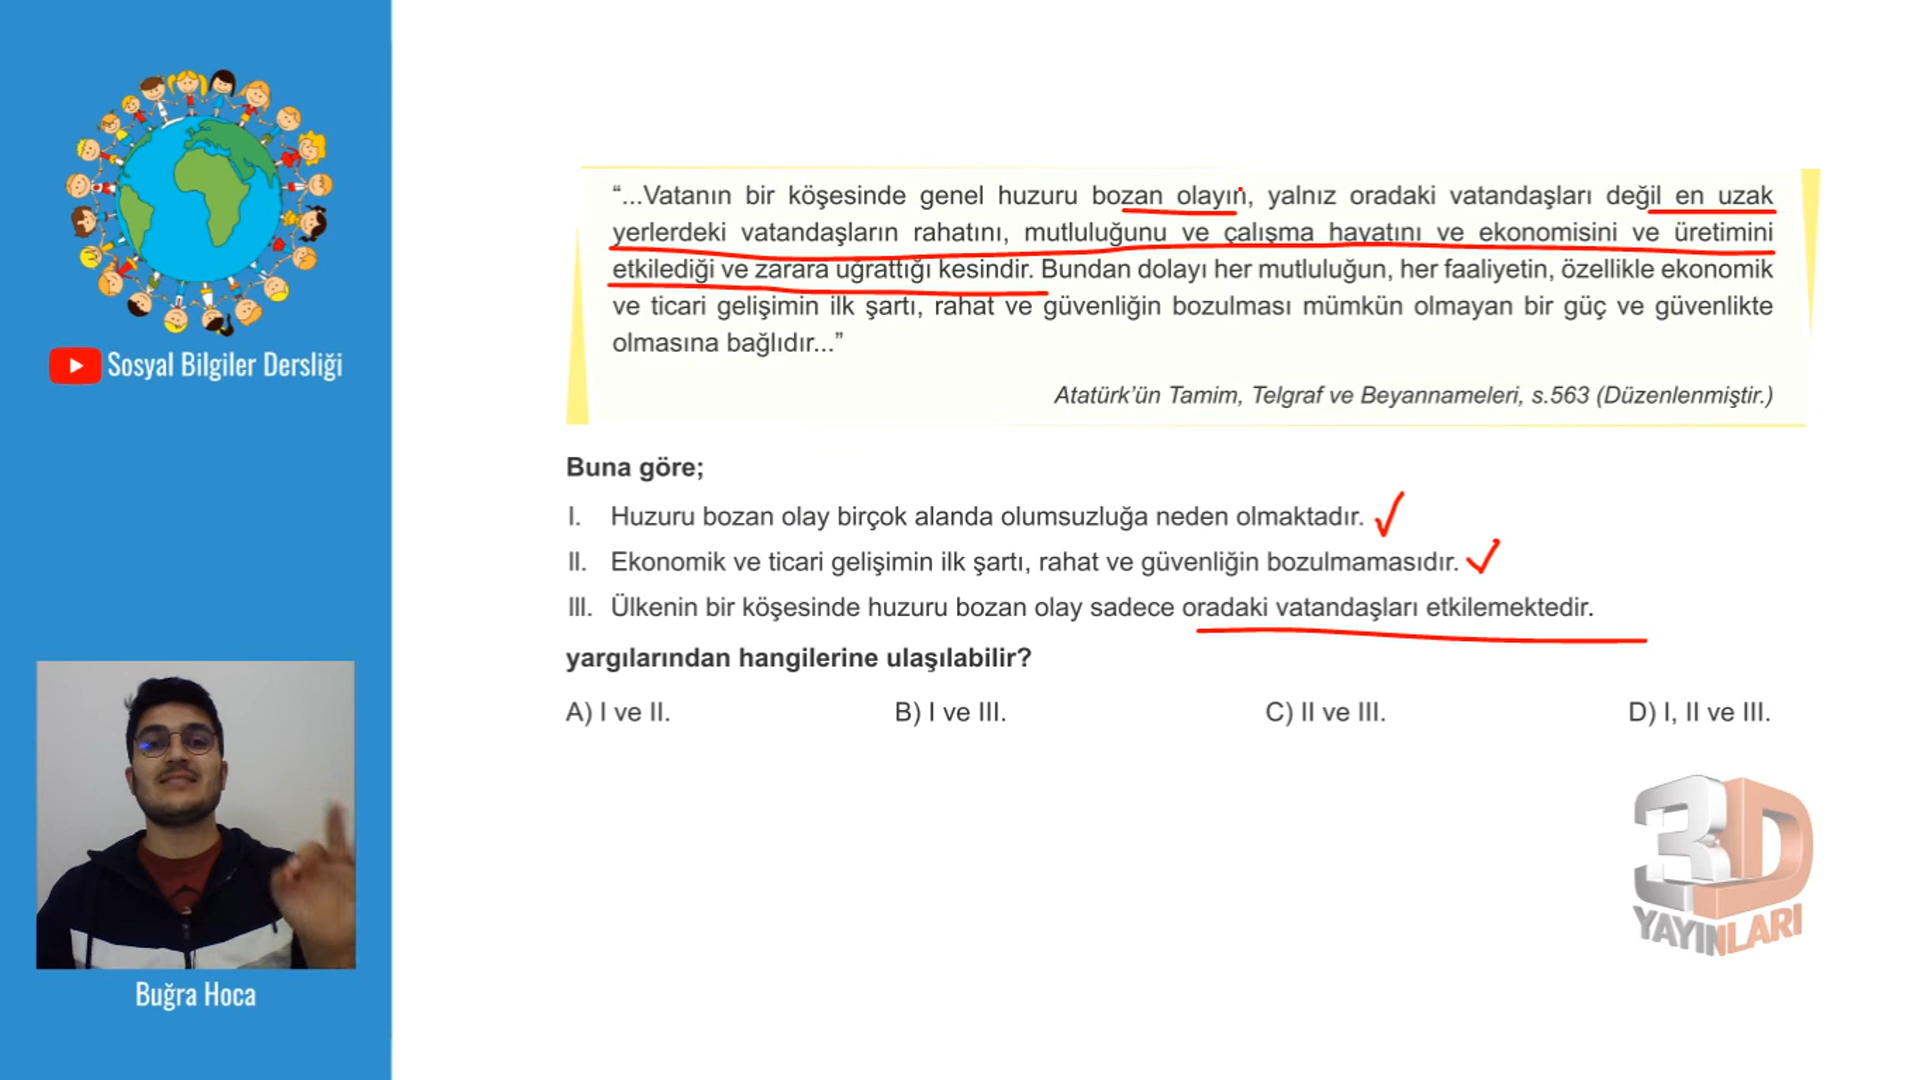 “...Vatanın bir köşesinde genel huzuru bozan olayın, yalnız oradaki vatandaşları değil en uzak
yerlerdeki vatandaşların rahatını, mutluluğunu ve çalışma hayatını ve ekonomisini ve üretimini
etkilediği ve zarara uğrattığı kesindir. Bundan dolayı her mutluluğun, her faaliyetin, özellikle ekonomik
ve ticari gelişimin ilk şartı, rahat ve güvenliğin bozulması mümkün olmayan bir güç ve güvenlikte
olmasına bağlıdır...”
Atatürk’ün Tamim, Telgraf ve Beyannameleri, s.563 (Düzenlenmiştir.)
Buna göre;
I. Huzuru bozan olay birçok alanda olumsuzluğa neden olmaktadır.
II. Ekonomik ve ticari gelişimin ilk şartı, rahat ve güvenliğin bozulmamasıdır.
III. Ülkenin bir köşesinde huzuru bozan olay sadece oradaki vatandaşları etkilemektedir.
yargılarından hangilerine ulaşılabilir?
A) I ve II. B) I ve III. C) II ve III. D) I, II ve III.
Sosyal Bilgiler Dersliği
Buğra Hoca
3D
YAYINLARI